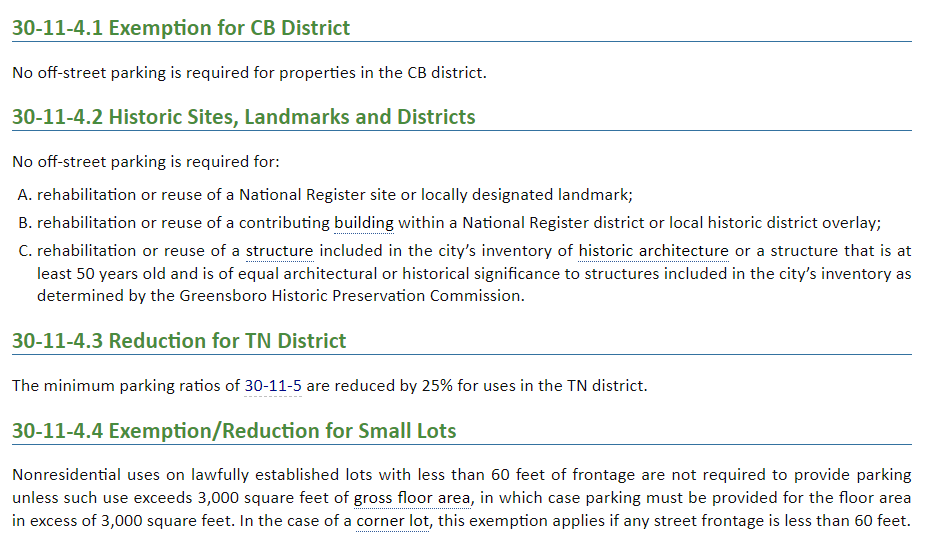 30-11-4.1 Exemption for CB District
No off-street parking is required for properties in the CB district.
30-11-4.2 Historic Sites, Landmarks and Districts
No off-street parking is required for:
A. rehabilitation or reuse of a National Register site or locally designated landmark;
B. rehabilitation or reuse of a contributing building within a National Register district or local historic district overlay;
C. rehabilitation or reuse of a structure included in the city’s inventory of historic architecture or a structure that is at
least 50 years old and is of equal architectural or historical significance to structures included in the city’s inventory as
determined by the Greensboro Historic Preservation Commission.
30-11-4.3 Reduction for TN District
The minimum parking ratios of 30-11-5 are reduced by 25% for uses in the TN district.
30-11-4.4 Exemption/Reduction for Small Lots
Nonresidential uses on lawfully established lots with less than 60 feet of frontage are not required to provide parking
unless such use exceeds 3,000 square feet of gross floor area, in which case parking must be provided for the floor area
in excess of 3,000 square feet. In the case of a corner lot, this exemption applies if any street frontage is less than 60 feet.